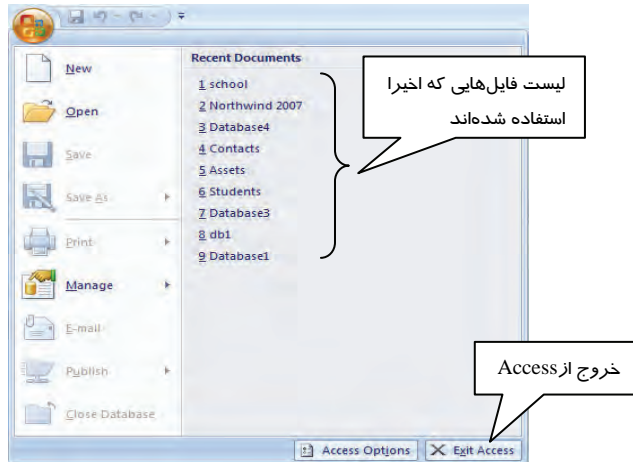 New
Open
Save
Save As
Print
Manage
E-mail
Publish
Close Database
Recent Documents
1 school
2 Northwind 2007
3 Database4
4 Contacts
5 Assets
6 Students
7 Database3
8 db1
9 Database1
لیست فایل‌هایی که اخیرا
استفاده شده‌اند
خروج از Access
Access Options
Exit Access